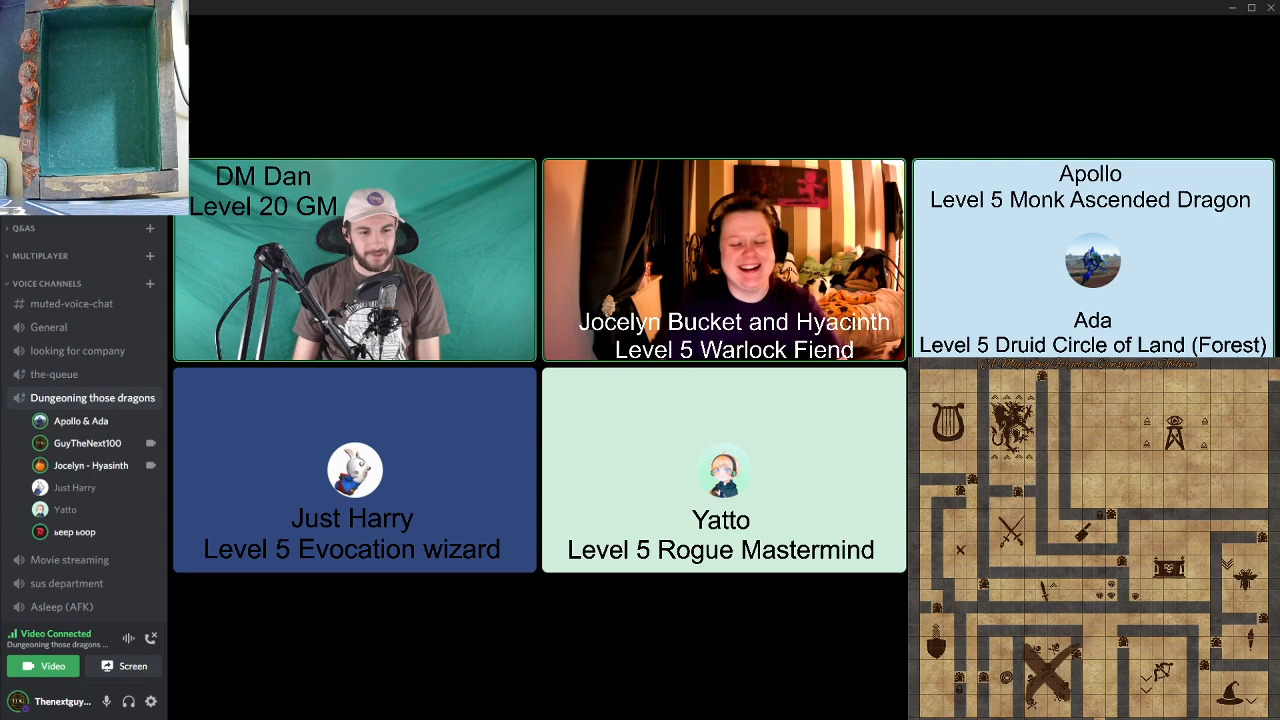 Q&AS
MULTIPLAYER
VOICE CHANNELS
muted-voice-chat
General
looking for company
the-queue
Dungeoning those dragons
Apollo & Ada
GuyTheNext100
Jocelyn - Hyasinth
Just Harry
Yatto
ьeep ьoop
Movie streaming
sus department
Asleep (AFK)
Video Connected
Dungeoning those dragons ...
Video
Screen
Thenextguy...
DM Dan
Level 20 GM
Jocelyn Bucket and Hyacinth
Level 5 Warlock Fiend
Apollo
Level 5 Monk Ascended Dragon
Ada
Level 5 Druid Circle of Land (Forest)
Just Harry
Level 5 Evocation wizard
Yatto
Level 5 Rogue Mastermind